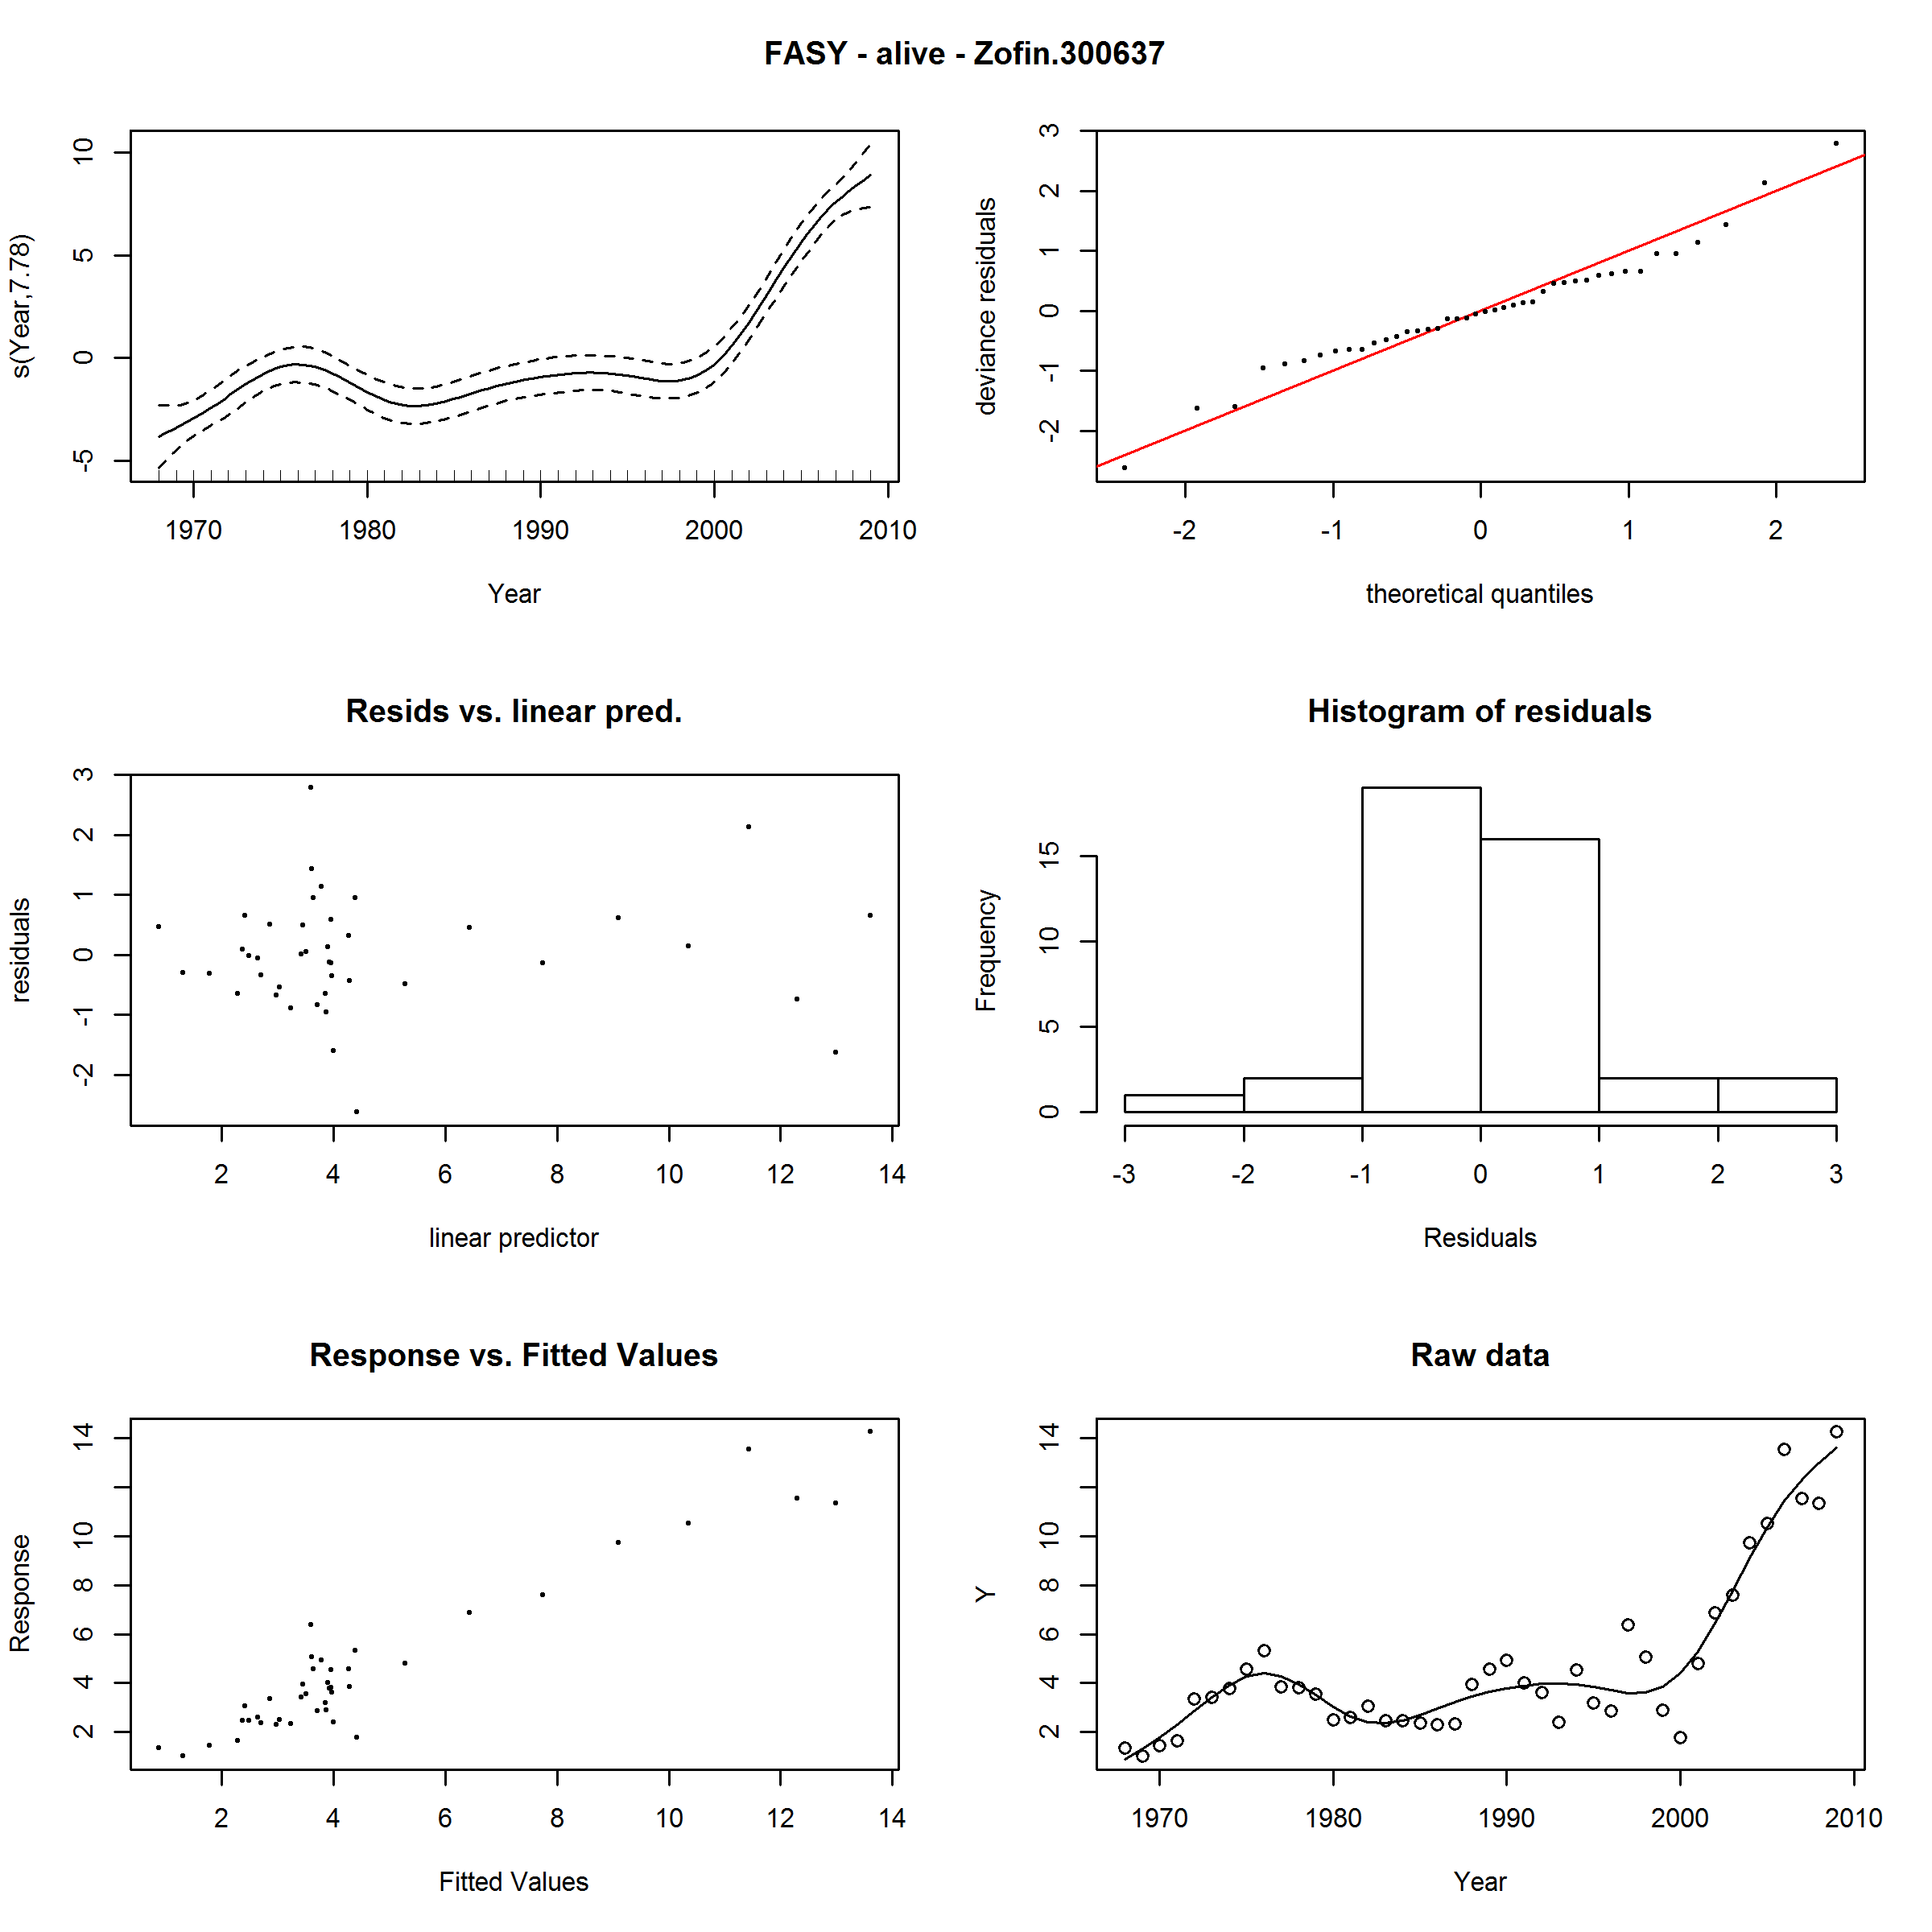 FASY - alive - Zofin.300637
s(Year,7.78)
10
5
0
-5
1970 1980 1990 2000 2010
Year
deviance residuals
3
2
1
0
-1
-2
-2 -1 0 1 2
theoretical quantiles
Resids vs. linear pred.
residuals
3
2
1
0
-1
-2
2 4 6 8 10 12 14
linear predictor
Histogram of residuals
Frequency
15
10
5
0
-3 -2 -1 0 1 2 3
Residuals
Response vs. Fitted Values
Response
14
10
8
6
4
2
2 4 6 8 10 12 14
Fitted Values
Raw data
Y
14
10
8
6
4
2
1970 1980 1990 2000 2010
Year